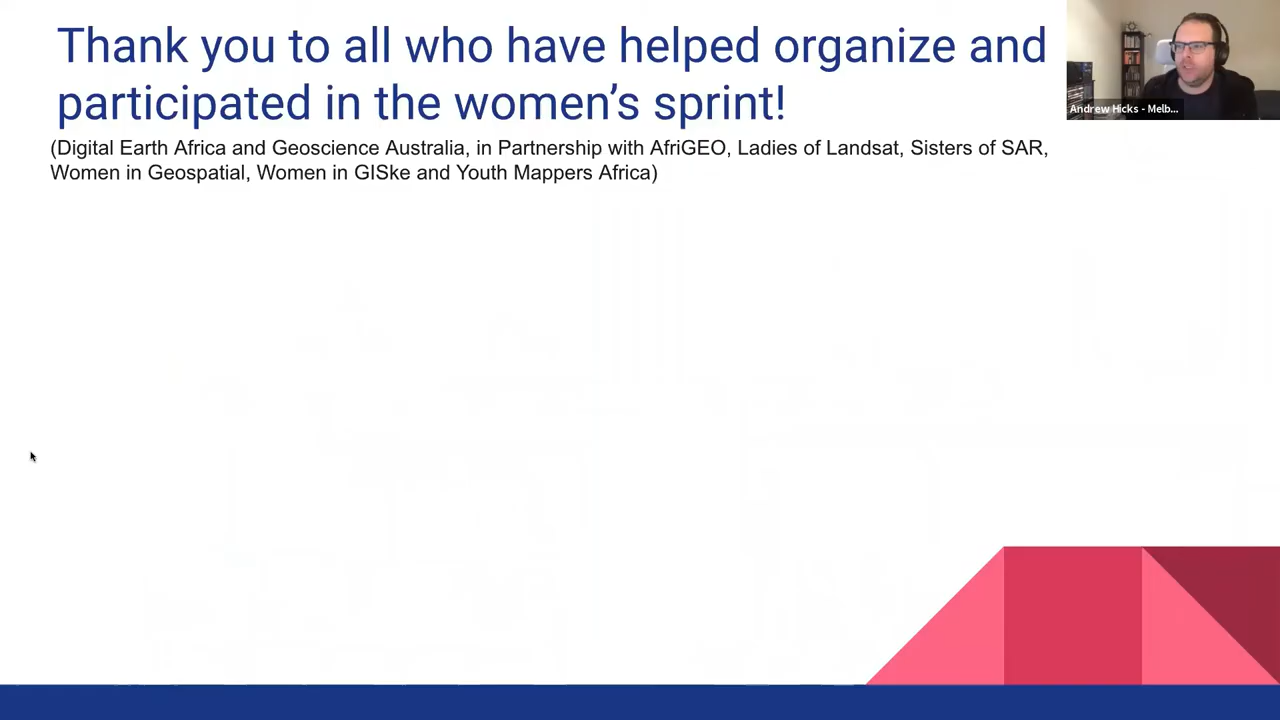 Thank you to all who have helped organize and
participated in the women’s sprint!
(Digital Earth Africa and Geoscience Australia, in Partnership with AfriGEO, Ladies of Landsat, Sisters of SAR,
Women in Geospatial, Women in GISke and Youth Mappers Africa)
Andrew Hicks - Melb...